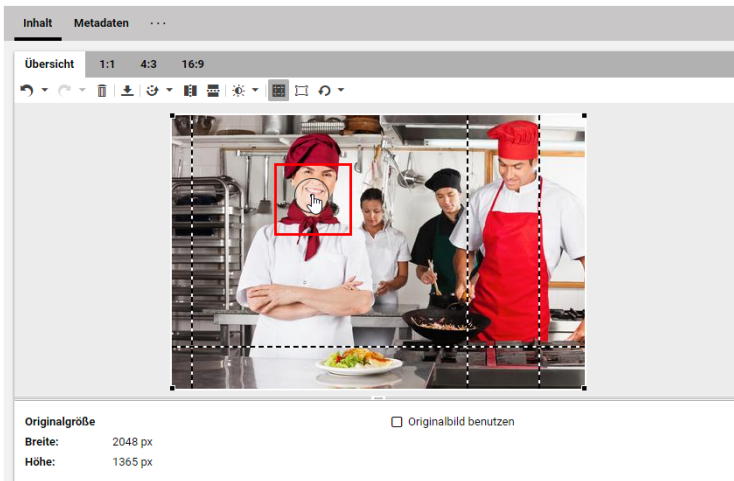 Inhalt Metadaten ...
Übersicht 1:1 4:3 16:9
Originalgröße
Originalbild benutzen
Breite: 2048 px
Höhe: 1365 px